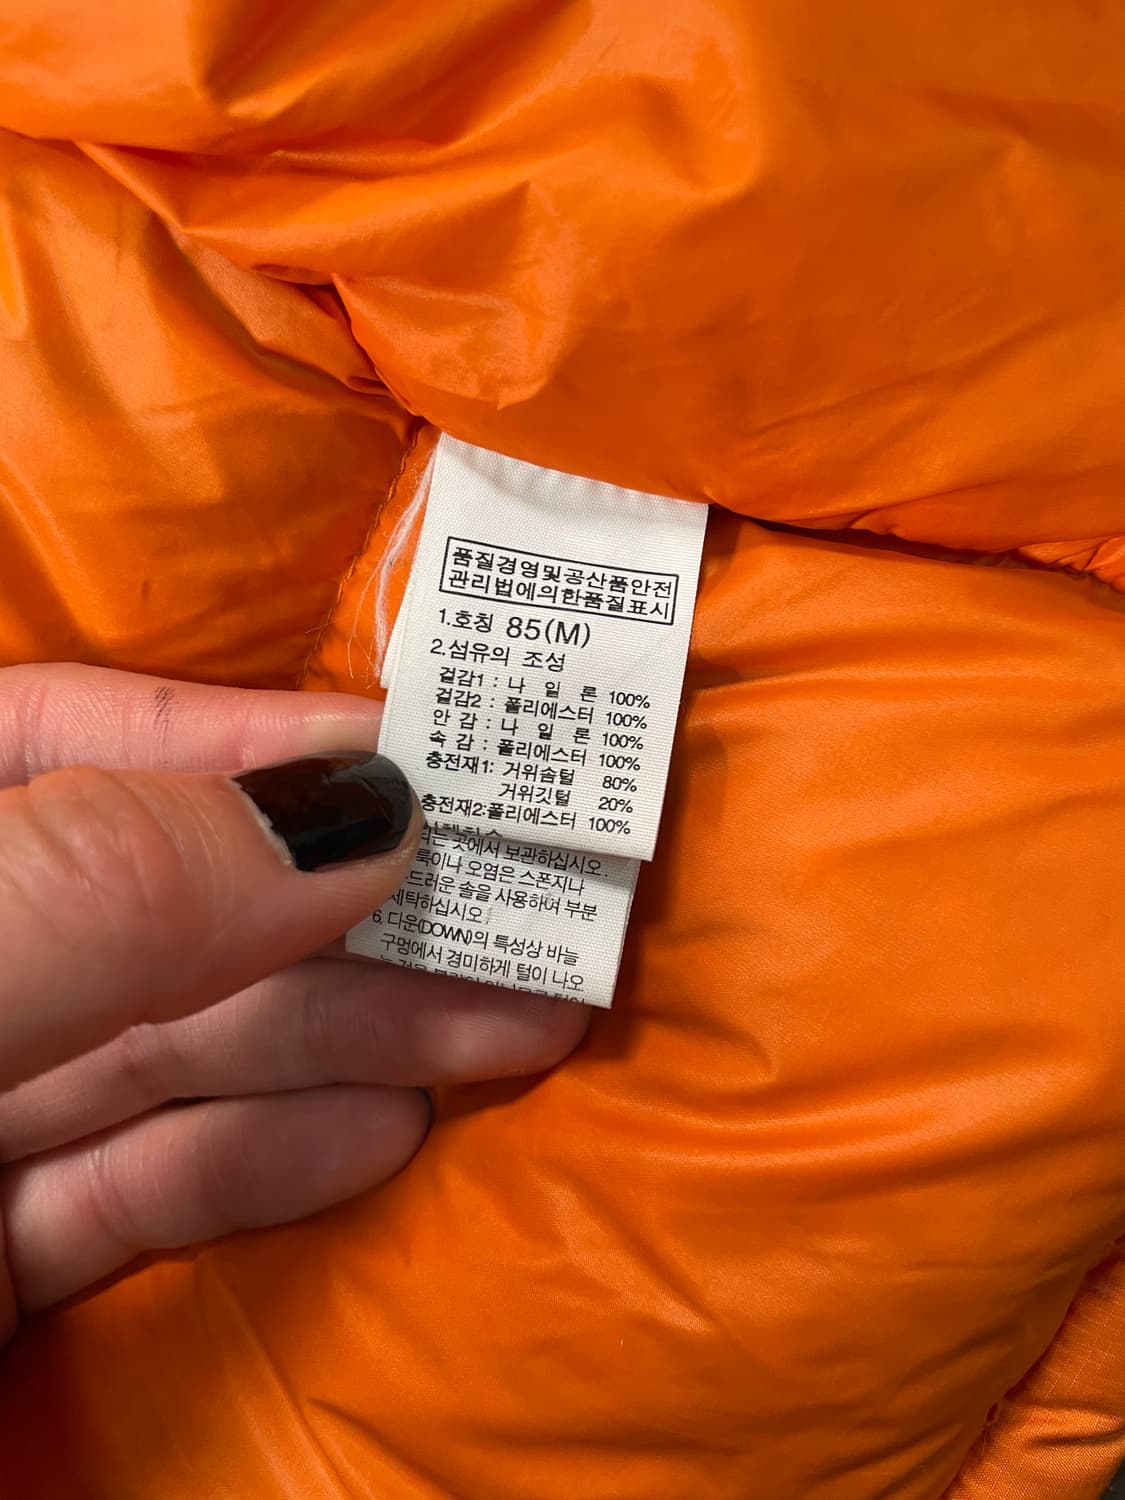 품질경영및공산품안전
관리법에의한품질표시
1.호칭 85(M)
2.섬유의 조성
겉감1 : 나 일 론 100%
겉감2 : 폴리에스터 100%
안 감 : 나 일 론 100%
속 감 : 폴리에스터 100%
충전재1: 거위솜털 80%
거위깃털 20%
충전재2:폴리에스터 100%
곳에서 보관하십시오.
오염은 스폰지나
솔을 사용하여 부분
세탁하십시오.
6. 다운(DOWN)의 특성상 바늘
구멍에서 경미하게 털이 나오